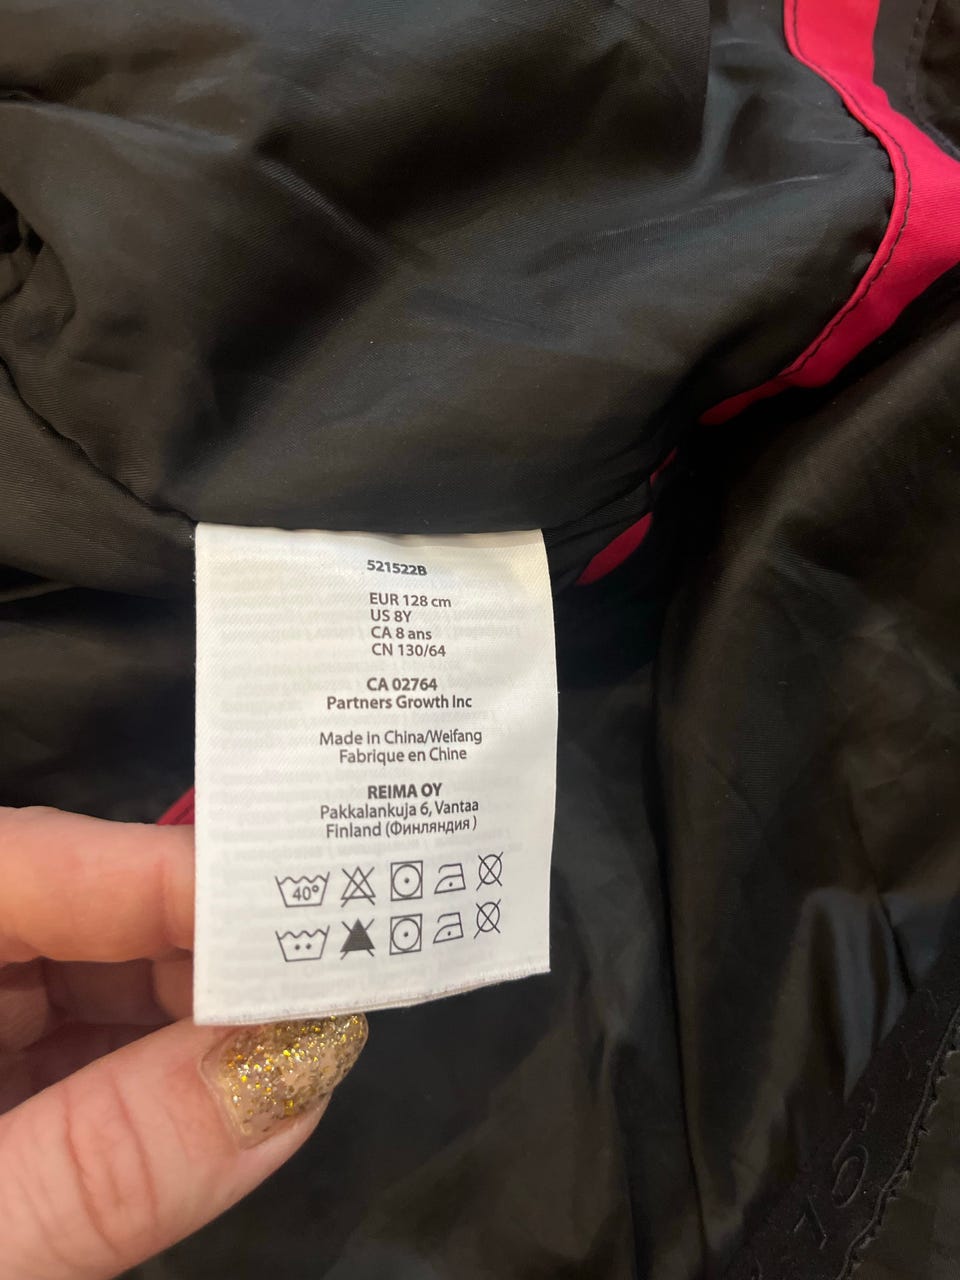 521522B
EUR 128 cm
US 8Y
CA 8 ans
CN 130/64
CA 02764
Partners Growth Inc
Made in China/Weifang
Fabrique en Chine
REIMA OY
Pakkalankuja 6, Vantaa
Finland (Финляндия )
40°